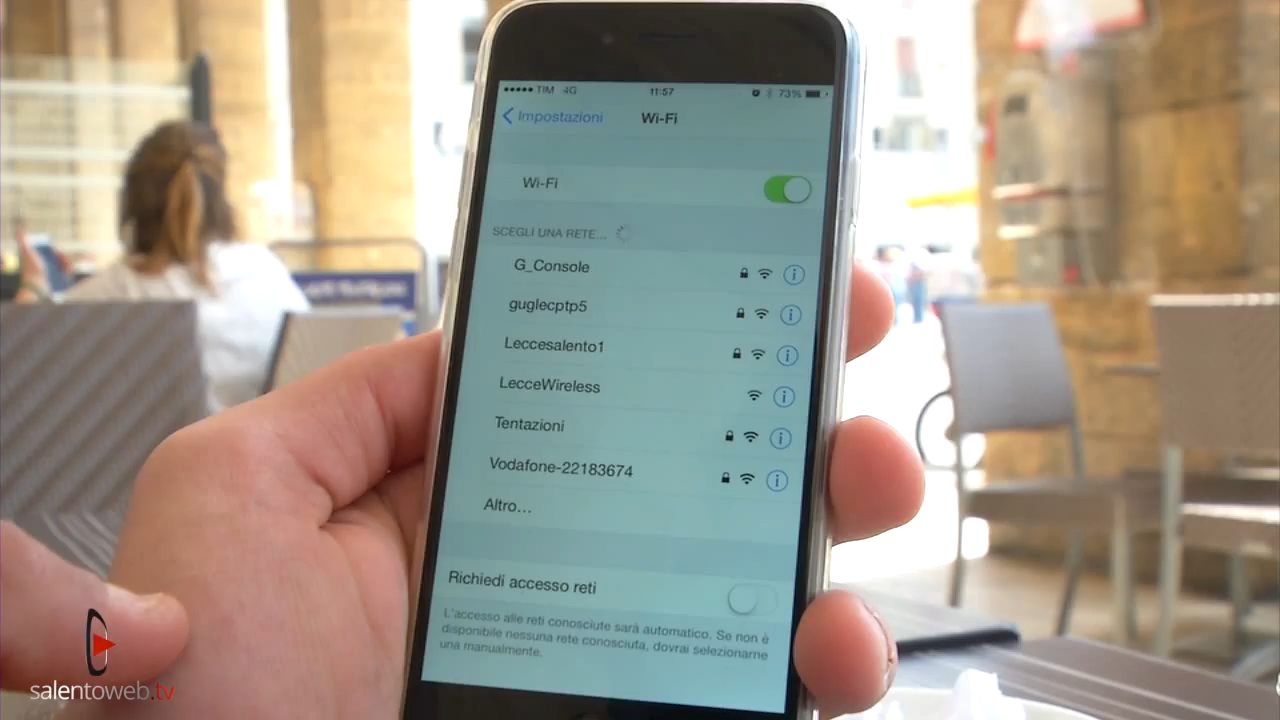 TIM 4G 11:57 73%
Impostazioni Wi-Fi
Wi-Fi
SCEGLI UNA RETE...
G_Console
guglecptp5
Leccesalento1
LecceWireless
Tentazioni
Vodafone-22183674
Altro...
Richiedi accesso reti
L'accesso alle reti conosciute sarà automatico. Se non è
disponibile nessuna rete conosciuta, dovrai selezionarne
una manualmente.
salentoweb.tv